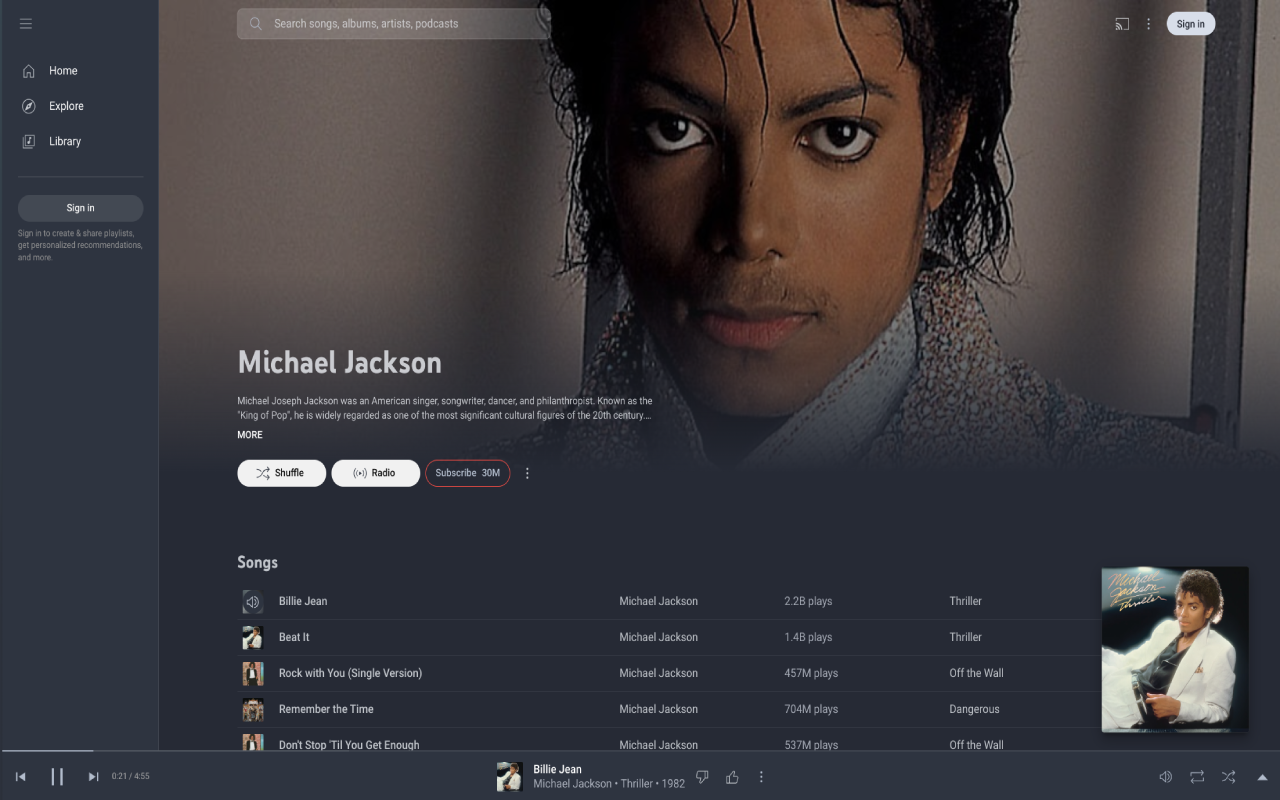 Search songs, albums, artists, podcasts
Sign in
Home
Explore
Library
Sign in
Sign in to create & share playlists,
get personalized recommendations,
and more.
Michael Jackson
Michael Joseph Jackson was an American singer, songwriter, dancer, and philanthropist. Known as the
"King of Pop", he is widely regarded as one of the most significant cultural figures of the 20th century....
MORE
Shuffle
Radio
Subscribe 30M
Songs
Billie Jean Michael Jackson 2.2B plays Thriller
Beat It Michael Jackson 1.4B plays Thriller
Rock with You (Single Version) Michael Jackson 457M plays Off the Wall
Remember the Time Michael Jackson 704M plays Dangerous
Don't Stop 'Til You Get Enough Michael Jackson 537M plays Off the Wall
Michael
Jackson
Thriller
0:21 / 4:55
Billie Jean
Michael Jackson • Thriller • 1982